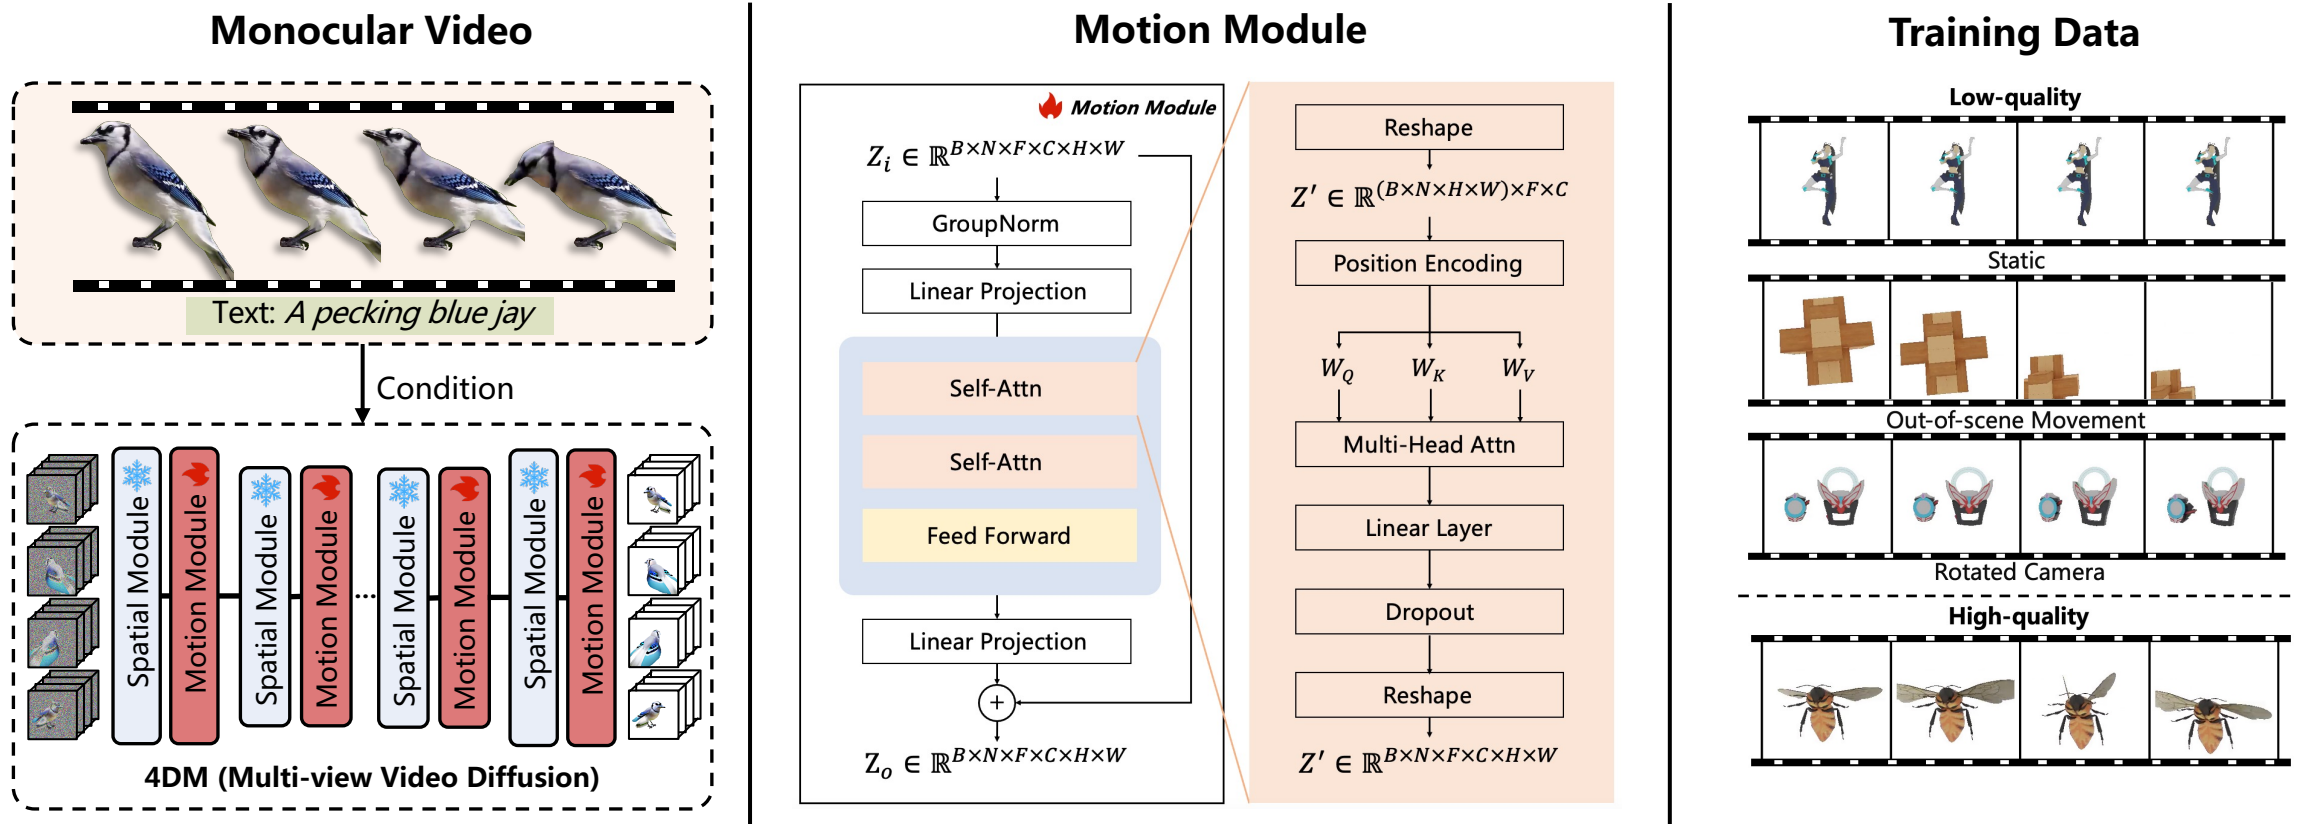 Monocular Video
Text: A pecking blue jay
Condition
Spatial Module
Motion Module
Spatial Module
Motion Module
...
Spatial Module
Motion Module
Spatial Module
Motion Module
4DM (Multi-view Video Diffusion)
Motion Module
Motion Module
Z_i ∈ ℝ^{B×N×F×C×H×W}
GroupNorm
Linear Projection
Self-Attn
Self-Attn
Feed Forward
Linear Projection
+
Z_o ∈ ℝ^{B×N×F×C×H×W}
Reshape
Z′ ∈ ℝ^{(B×N×H×W)×F×C}
Position Encoding
W_Q W_K W_V
Multi-Head Attn
Linear Layer
Dropout
Reshape
Z′ ∈ ℝ^{B×N×F×C×H×W}
Training Data
Low-quality
Static
Out-of-scene Movement
Rotated Camera
High-quality